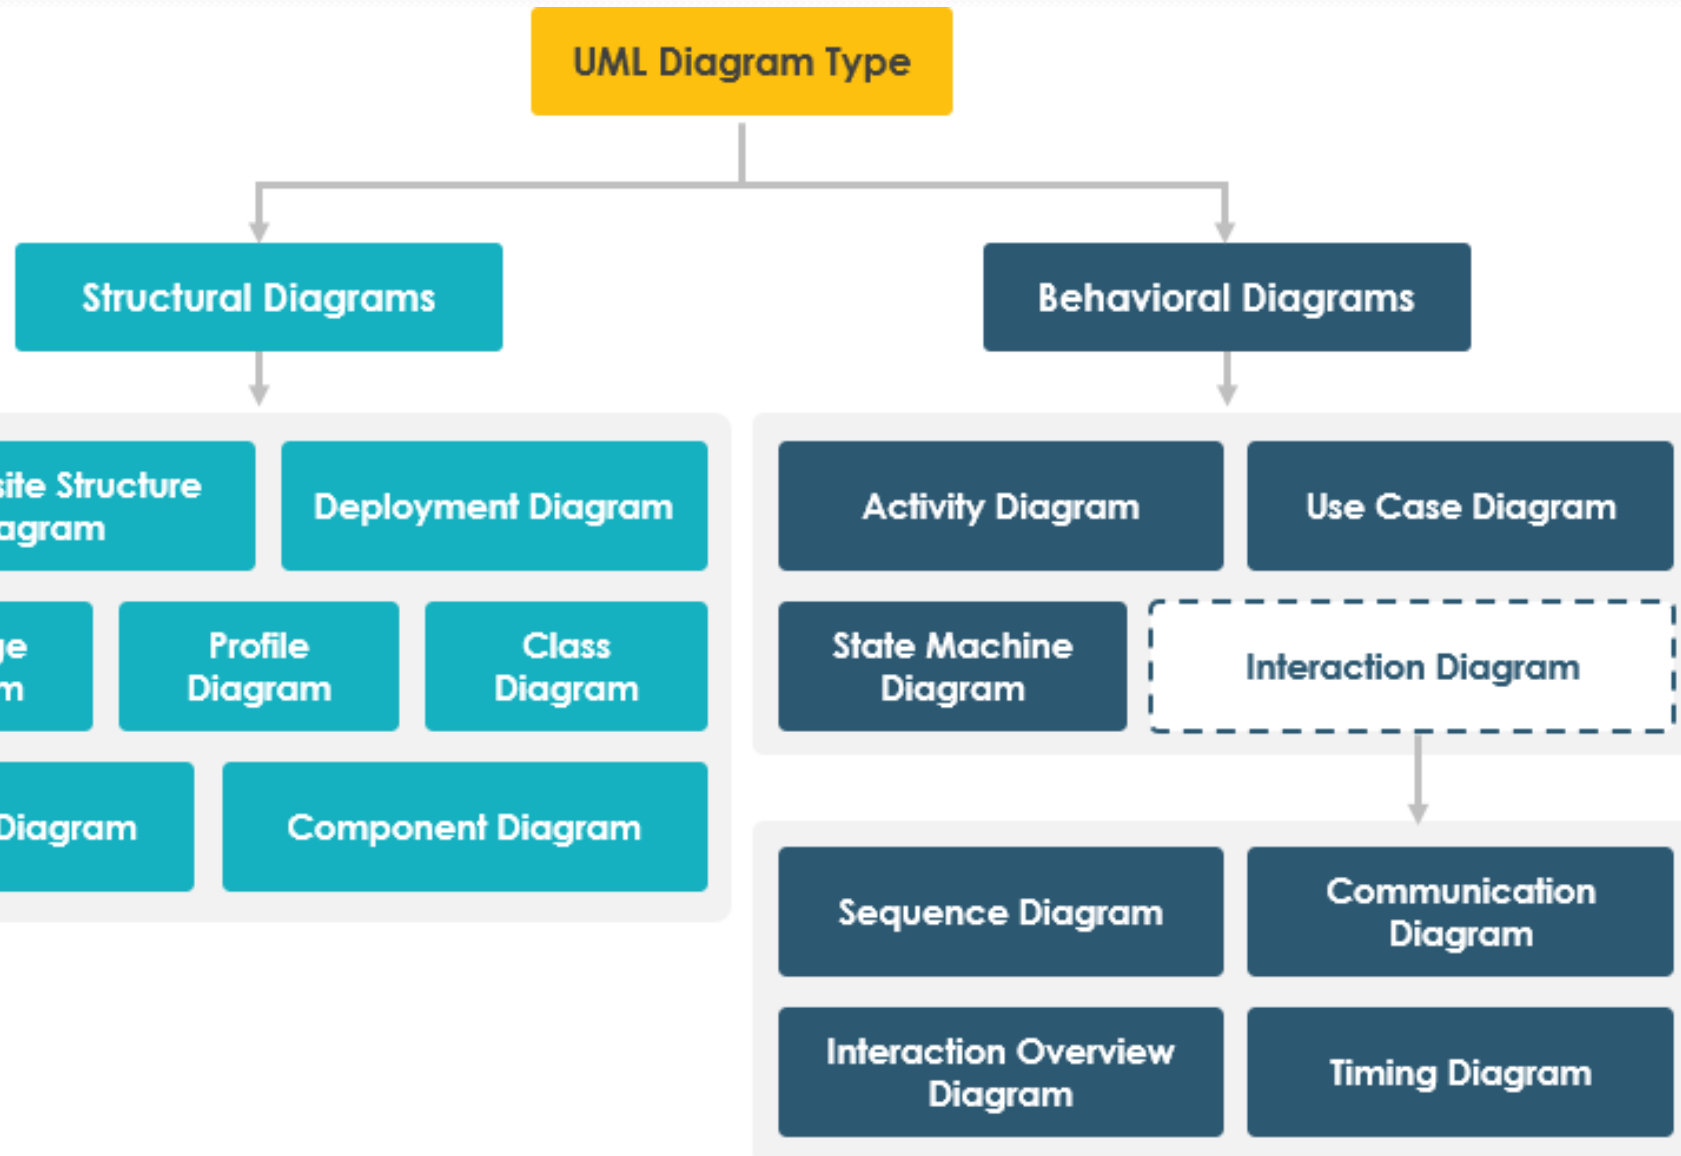 UML Diagram Type
Structural Diagrams
Behavioral Diagrams
Structure
Deployment Diagram
Activity Diagram
Use Case Diagram
Profile
Diagram
Class
Diagram
State Machine
Diagram
Interaction Diagram
Diagram
Component Diagram
Sequence Diagram
Communication
Diagram
Interaction Overview
Diagram
Timing Diagram